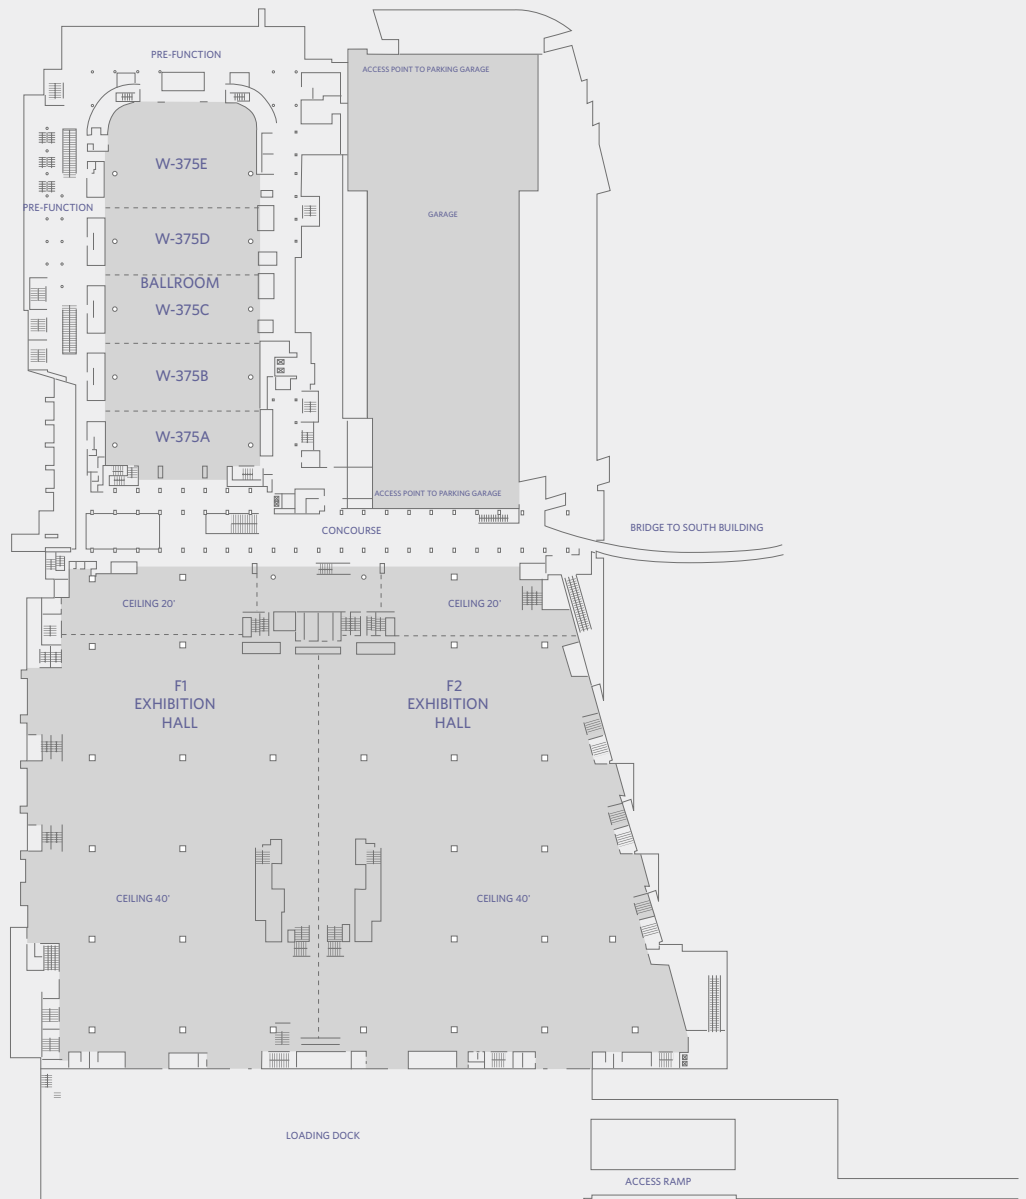 PRE-FUNCTION
ACCESS POINT TO PARKING GARAGE
W-375E
PRE-FUNCTION
GARAGE
W-375D
BALLROOM
W-375C
W-375B
W-375A
ACCESS POINT TO PARKING GARAGE
CONCOURSE
BRIDGE TO SOUTH BUILDING
CEILING 20'
CEILING 20'
F1
EXHIBITION
HALL
F2
EXHIBITION
HALL
CEILING 40'
CEILING 40'
LOADING DOCK
ACCESS RAMP